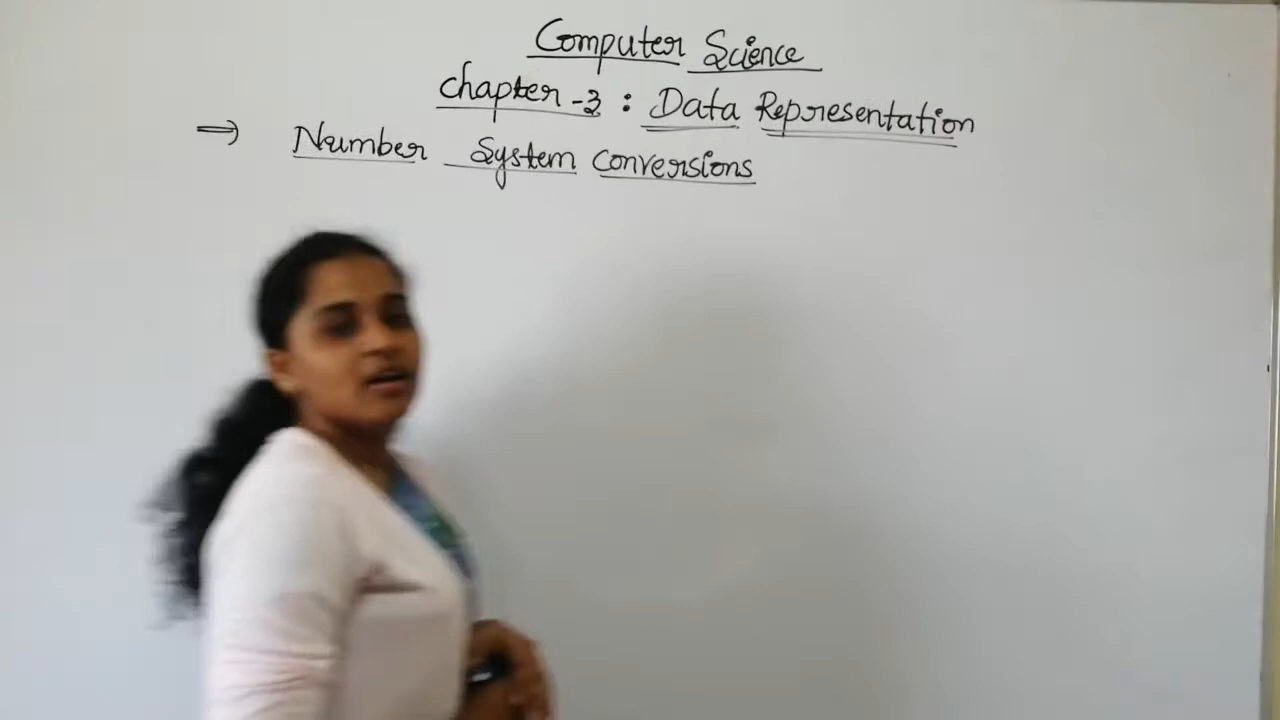 Computer Science
Chapter-3 : Data Representation
⇒ Number System Conversions